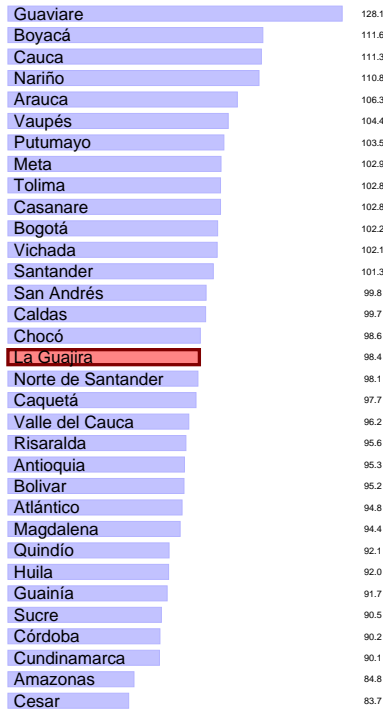 Guaviare 128.1
Boyacá 111.6
Cauca 111.3
Nariño 110.8
Arauca 106.3
Vaupés 104.4
Putumayo 103.5
Meta 102.9
Tolima 102.8
Casanare 102.8
Bogotá 102.2
Vichada 102.1
Santander 101.3
San Andrés 99.8
Caldas 99.7
Chocó 98.6
La Guajira 98.4
Norte de Santander 98.1
Caquetá 97.7
Valle del Cauca 96.2
Risaralda 95.6
Antioquia 95.3
Bolivar 95.2
Atlántico 94.8
Magdalena 94.4
Quindío 92.1
Huila 92.0
Guainía 91.7
Sucre 90.5
Córdoba 90.2
Cundinamarca 90.1
Amazonas 84.8
Cesar 83.7